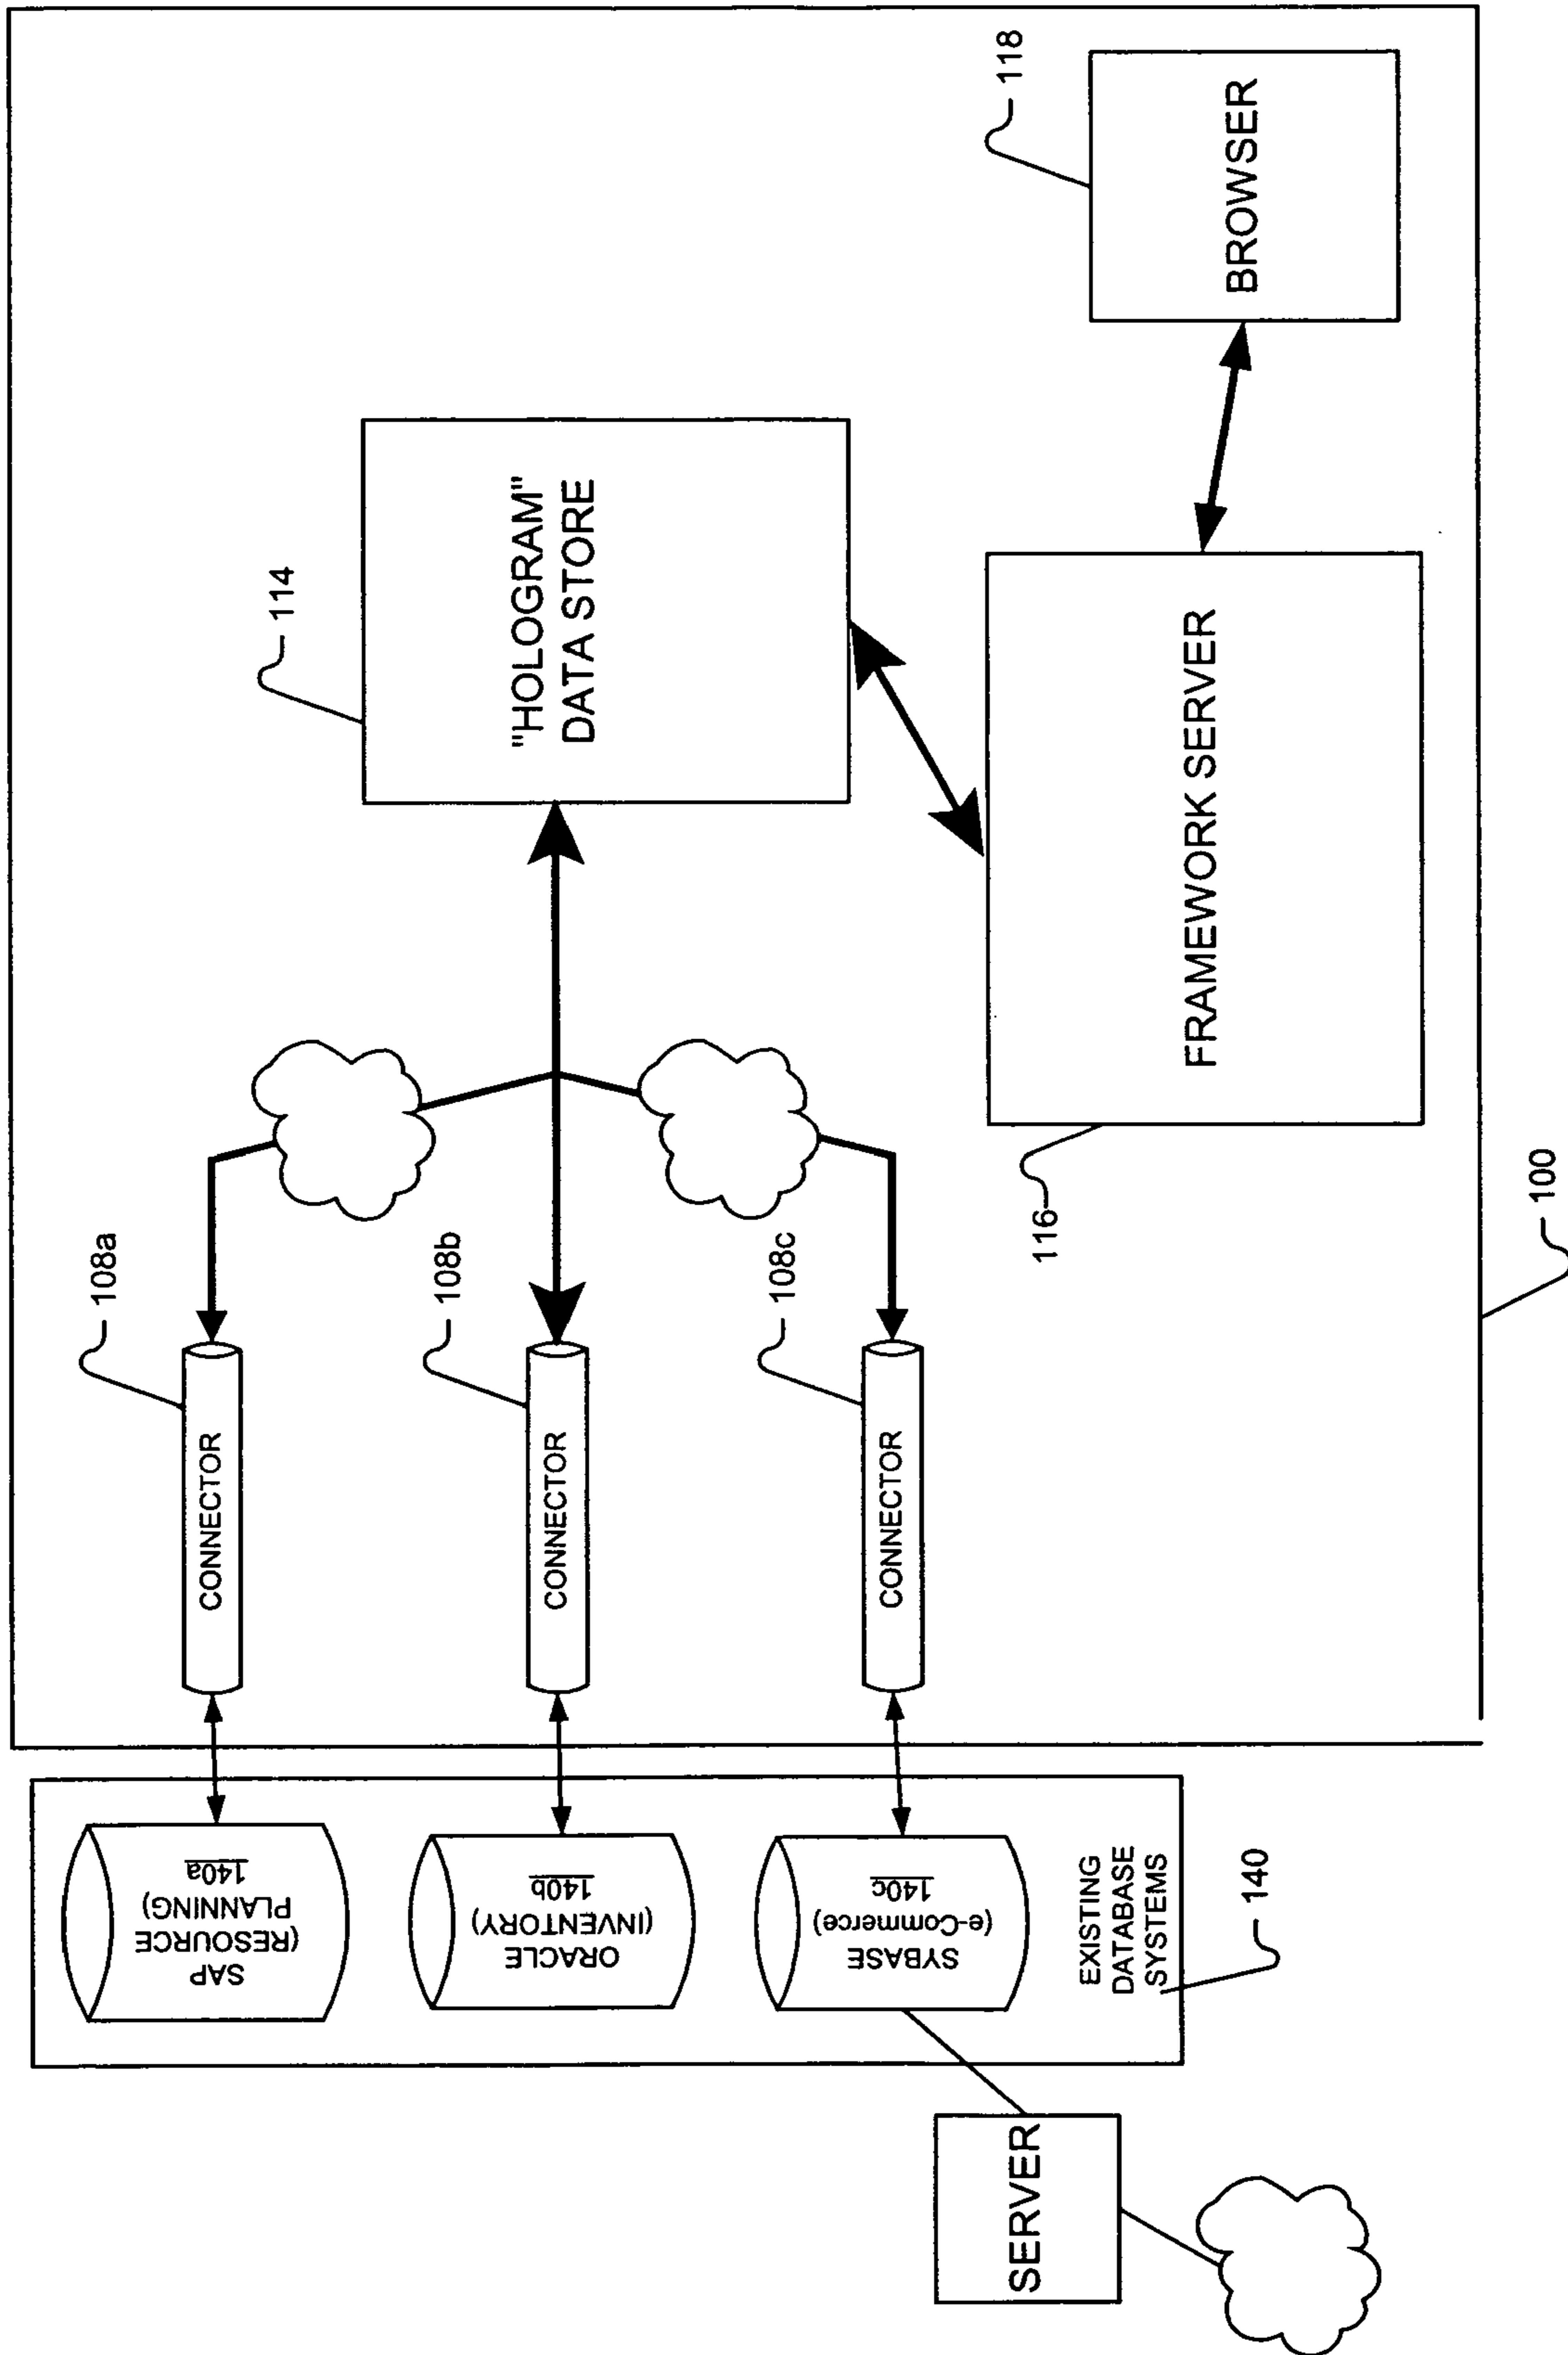 SAP
(RESOURCE
PLANNING)
140a
ORACLE
(INVENTORY)
140b
SYBASE
(e-Commerce)
140c
EXISTING
DATABASE
SYSTEMS
140
SERVER
CONNECTOR
108a
CONNECTOR
108b
CONNECTOR
108c
"HOLOGRAM"
DATA STORE
114
FRAMEWORK SERVER
116
BROWSER
118
100